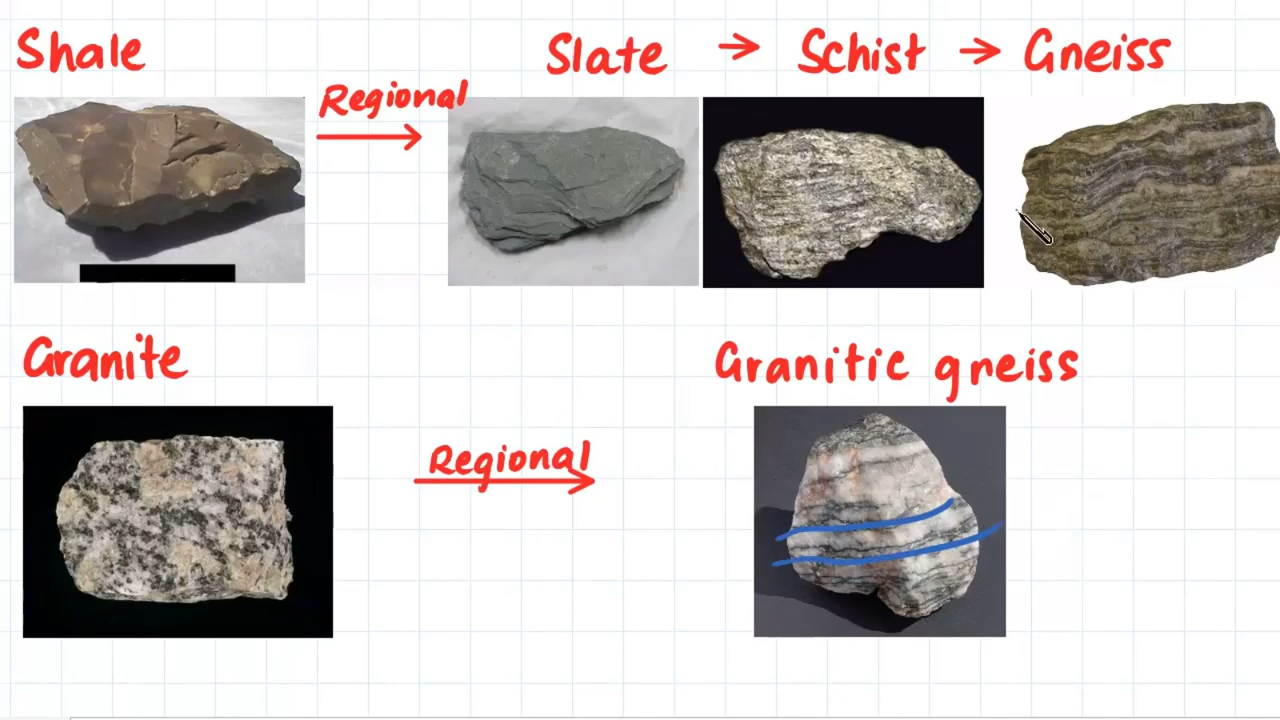 Shale
Regional
Slate → Schist → Gneiss
Granite
Regional
Granitic gneiss